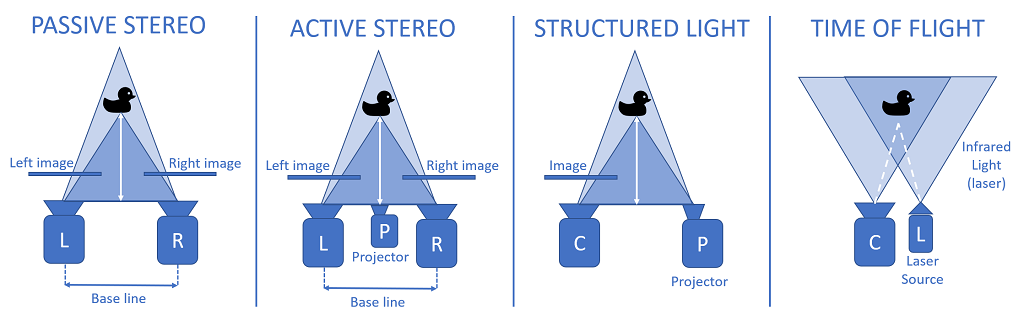 PASSIVE STEREO
Left image
Right image
L
R
Base line
ACTIVE STEREO
Left image
Right image
L
P
R
Projector
Base line
STRUCTURED LIGHT
Image
C
P
Projector
TIME OF FLIGHT
Infrared
Light
(laser)
C
L
Laser
Source